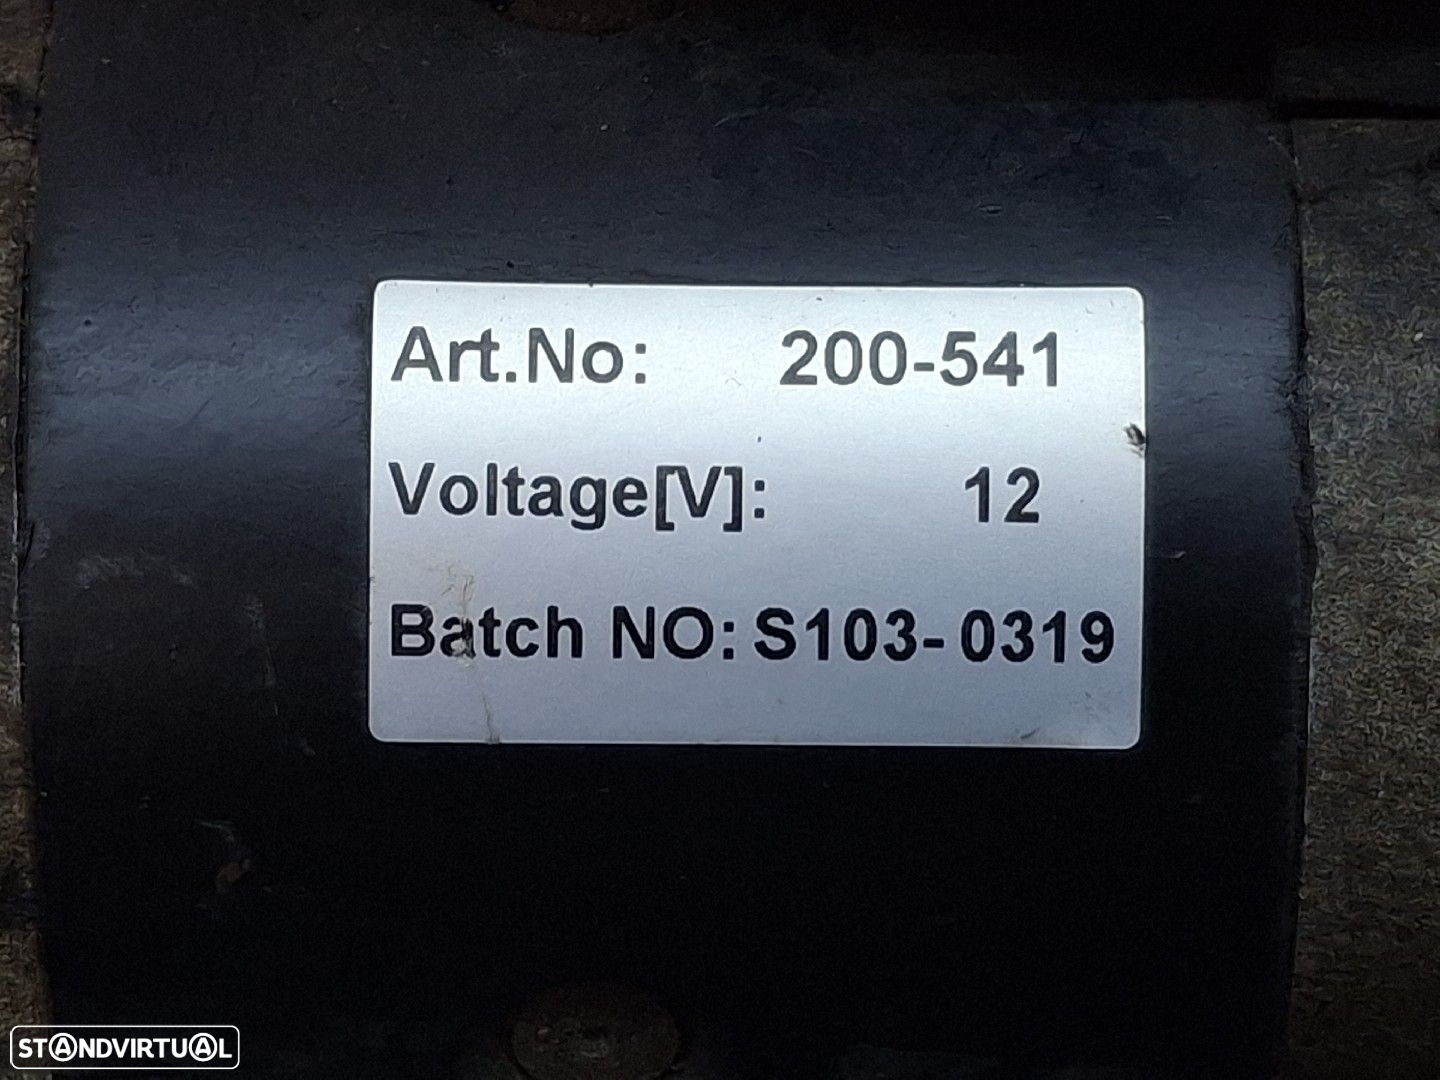 Art.No: 200-541
Voltage[V]: 12
Batch NO: S103-0319
STANDVIRTUAL